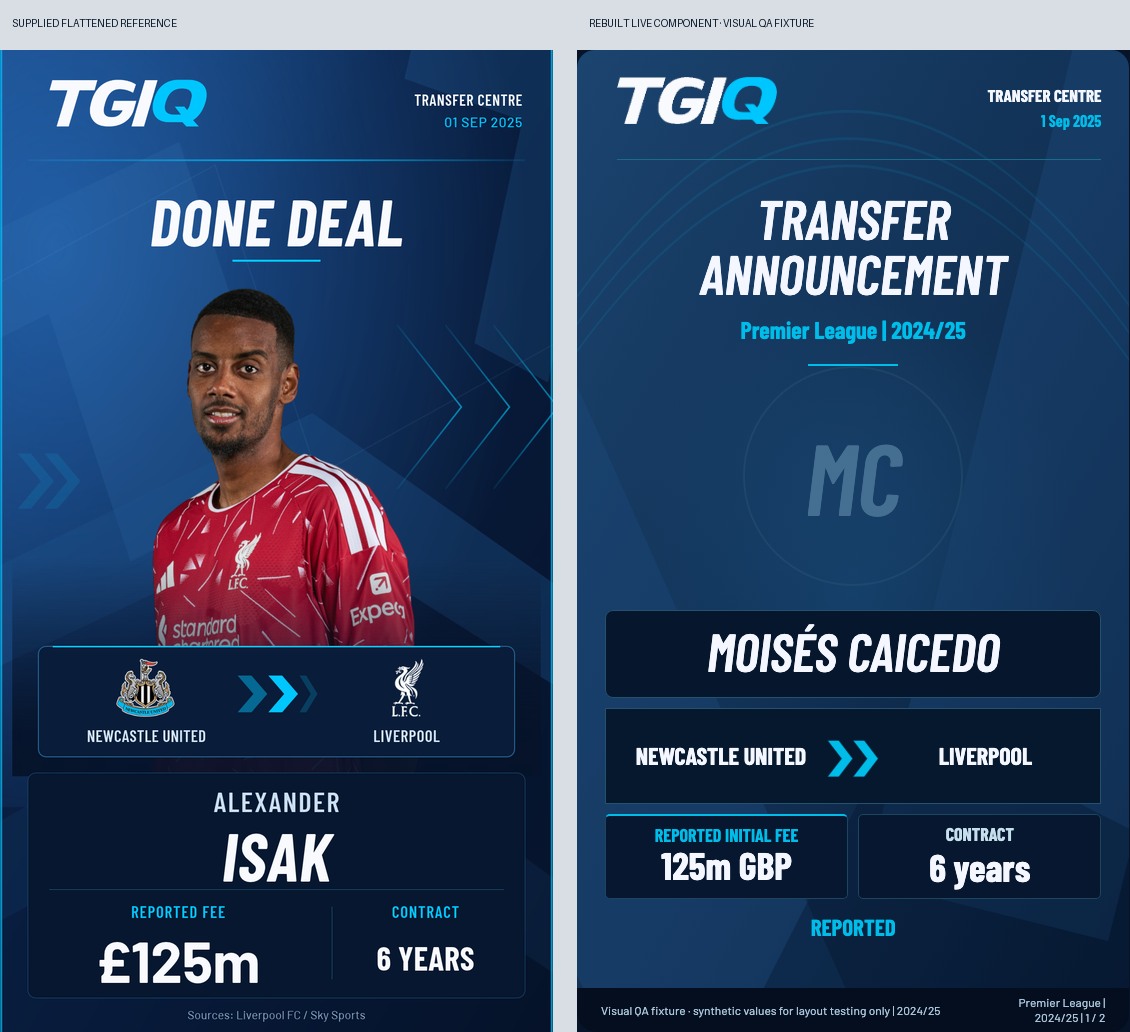 SUPPLIED FLATTENED REFERENCE
TGIQ
TRANSFER CENTRE
01 SEP 2025
DONE DEAL
L.F.C.
Expec
standard
chartered
NEWCASTLE UNITED
L.F.C.
LIVERPOOL
ALEXANDER
ISAK
REPORTED FEE
CONTRACT
£125m
6 YEARS
Sources: Liverpool FC / Sky Sports
REBUILT LIVE COMPONENT · VISUAL QA FIXTURE
TGIQ
TRANSFER CENTRE
1 Sep 2025
TRANSFER
ANNOUNCEMENT
Premier League | 2024/25
MC
MOISÉS CAICEDO
NEWCASTLE UNITED
LIVERPOOL
REPORTED INITIAL FEE
125m GBP
CONTRACT
6 years
REPORTED
Visual QA fixture · synthetic values for layout testing only | 2024/25
Premier League |
2024/25 | 1 / 2